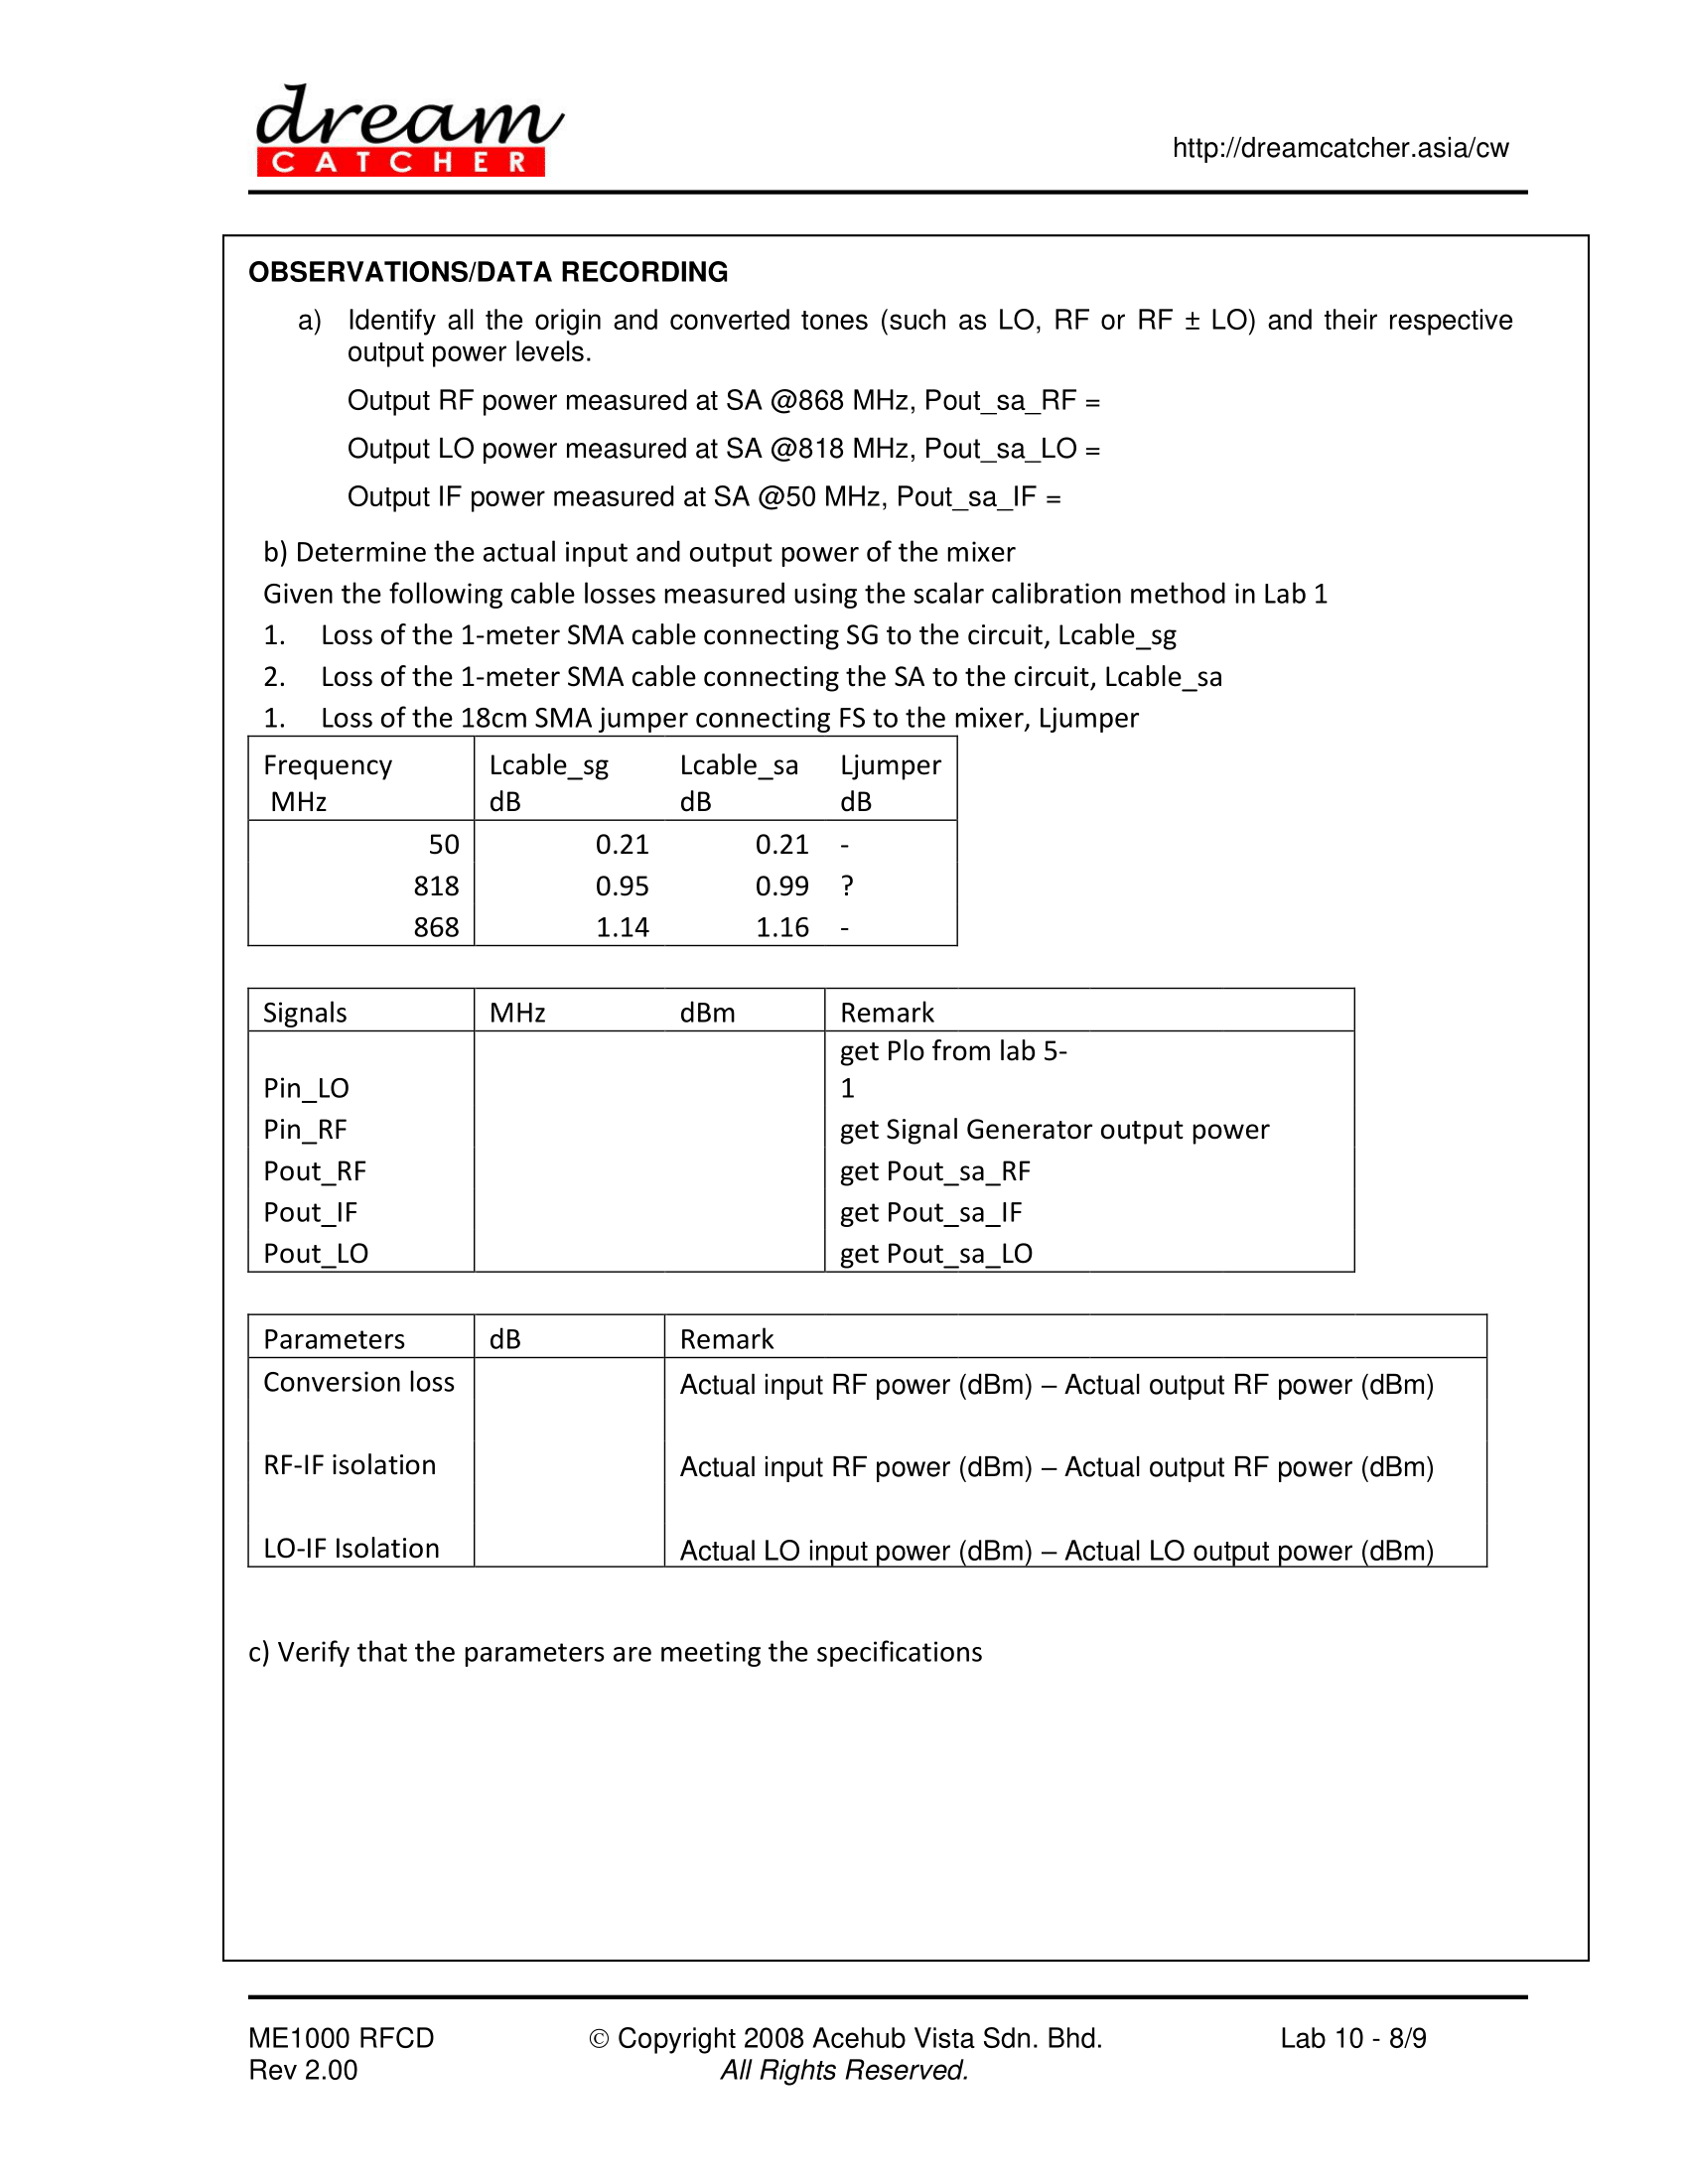 dream
CATCHER
http://dreamcatcher.asia/cw
OBSERVATIONS/DATA RECORDING
a) Identify all the origin and converted tones (such as LO, RF or RF ± LO) and their respective
output power levels.
Output RF power measured at SA @868 MHz, Pout_sa_RF =
Output LO power measured at SA @818 MHz, Pout_sa_LO =
Output IF power measured at SA @50 MHz, Pout_sa_IF =
b) Determine the actual input and output power of the mixer
Given the following cable losses measured using the scalar calibration method in Lab 1
1. Loss of the 1-meter SMA cable connecting SG to the circuit, Lcable_sg
2. Loss of the 1-meter SMA cable connecting the SA to the circuit, Lcable_sa
1. Loss of the 18cm SMA jumper connecting FS to the mixer, Ljumper
Frequency Lcable_sg Lcable_sa Ljumper
MHz dB dB dB
50 0.21 0.21 -
818 0.95 0.99 ?
868 1.14 1.16 -
Signals MHz dBm Remark
get Plo from lab 5-
Pin_LO 1
Pin_RF get Signal Generator output power
Pout_RF get Pout_sa_RF
Pout_IF get Pout_sa_IF
Pout_LO get Pout_sa_LO
Parameters dB Remark
Conversion loss Actual input RF power (dBm) – Actual output RF power (dBm)
RF-IF isolation Actual input RF power (dBm) – Actual output RF power (dBm)
LO-IF Isolation Actual LO input power (dBm) – Actual LO output power (dBm)
c) Verify that the parameters are meeting the specifications
ME1000 RFCD © Copyright 2008 Acehub Vista Sdn. Bhd. Lab 10 - 8/9
Rev 2.00 All Rights Reserved.